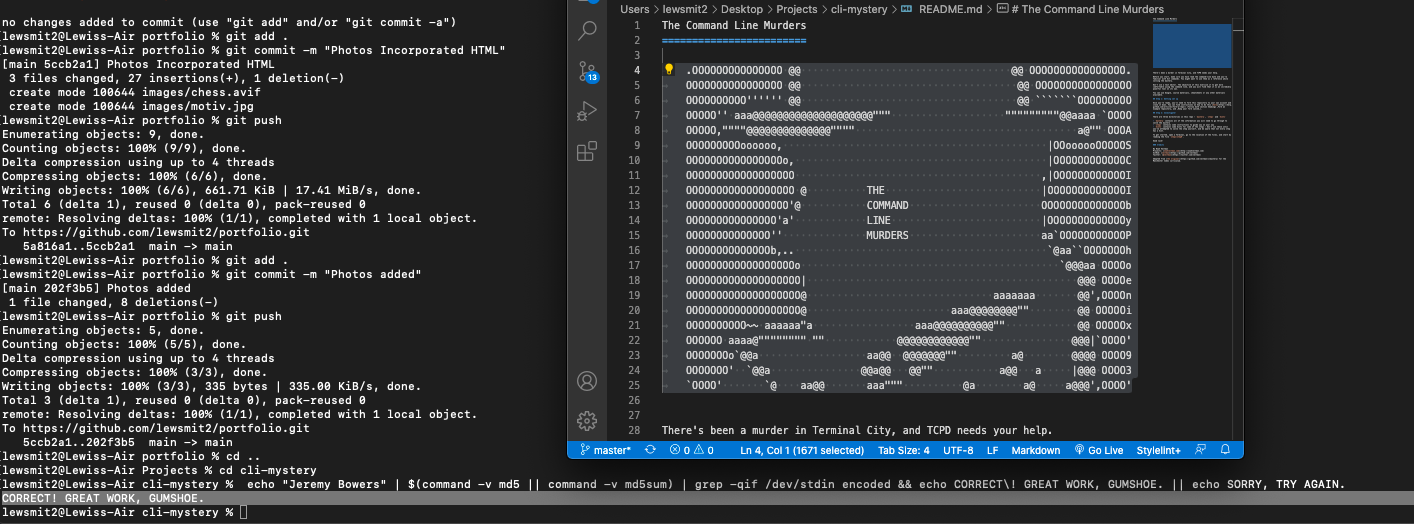 no changes added to commit (use "git add" and/or "git commit -a")
[lewsmit2@Lewiss-Air portfolio % git add .
[lewsmit2@Lewiss-Air portfolio % git commit -m "Photos Incorporated HTML"
[main 5ccb2a1] Photos Incorporated HTML
 3 files changed, 27 insertions(+), 1 deletion(-)
 create mode 100644 images/chess.avif
 create mode 100644 images/motiv.jpg
[lewsmit2@Lewiss-Air portfolio % git push
Enumerating objects: 9, done.
Counting objects: 100% (9/9), done.
Delta compression using up to 4 threads
Compressing objects: 100% (6/6), done.
Writing objects: 100% (6/6), 661.71 KiB | 17.41 MiB/s, done.
Total 6 (delta 1), reused 0 (delta 0), pack-reused 0
remote: Resolving deltas: 100% (1/1), completed with 1 local object.
To https://github.com/lewsmit2/portfolio.git
   5a816a1..5ccb2a1  main -> main
[lewsmit2@Lewiss-Air portfolio % git add .
[lewsmit2@Lewiss-Air portfolio % git commit -m "Photos added"
[main 202f3b5] Photos added
 1 file changed, 8 deletions(-)
[lewsmit2@Lewiss-Air portfolio % git push
Enumerating objects: 5, done.
Counting objects: 100% (5/5), done.
Delta compression using up to 4 threads
Compressing objects: 100% (3/3), done.
Writing objects: 100% (3/3), 335 bytes | 335.00 KiB/s, done.
Total 3 (delta 1), reused 0 (delta 0), pack-reused 0
remote: Resolving deltas: 100% (1/1), completed with 1 local object.
To https://github.com/lewsmit2/portfolio.git
   5ccb2a1..202f3b5  main -> main
[lewsmit2@Lewiss-Air portfolio % cd ..
[lewsmit2@Lewiss-Air Projects % cd cli-mystery
[lewsmit2@Lewiss-Air cli-mystery %  echo "Jeremy Bowers" | $(command -v md5 || command -v md5sum) | grep -qif /dev/stdin encoded && echo CORRECT\! GREAT WORK, GUMSHOE. || echo SORRY, TRY AGAIN.
CORRECT! GREAT WORK, GUMSHOE.
lewsmit2@Lewiss-Air cli-mystery %
Users > lewsmit2 > Desktop > Projects > cli-mystery > README.md > # The Command Line Murders
13
1 The Command Line Murders
2 ========================
3
4 .OOOOOOOOOOOOOOO @@ @@ OOOOOOOOOOOOOOOO.
5 OOOOOOOOOOOOOOOO @@ @@ OOOOOOOOOOOOOOOO
6 OOOOOOOOOO'''''' @@ @@ ```````OOOOOOOOO
7 OOOOO'' aaa@@@@@@@@@@@@@@@@@@@@""" """""""""@@aaaa `OOOO
8 OOOOO,""""@@@@@@@@@@@@@@"""" a@"" OOOA
9 OOOOOOOOOoooooo, |OOoooooOOOOOS
10 OOOOOOOOOOOOOOOOo, |OOOOOOOOOOOOC
11 OOOOOOOOOOOOOOOOOO ,|OOOOOOOOOOOOI
12 OOOOOOOOOOOOOOOOOO @ THE |OOOOOOOOOOOOI
13 OOOOOOOOOOOOOOOOO'@ COMMAND OOOOOOOOOOOOOb
14 OOOOOOOOOOOOOOO'a' LINE |OOOOOOOOOOOOy
15 OOOOOOOOOOOOOO'' MURDERS aa`OOOOOOOOOOOP
16 OOOOOOOOOOOOOOb,.. `@aa``OOOOOOOh
17 OOOOOOOOOOOOOOOOOOo `@@@aa OOOOo
18 OOOOOOOOOOOOOOOOOOO| @@@ OOOOe
19 OOOOOOOOOOOOOOOOOOO@ aaaaaaa @@',OOOOn
20 OOOOOOOOOOOOOOOOOOO@ aaa@@@@@@@@"" @@ OOOOOi
21 OOOOOOOOOO~~ aaaaaa"a aaa@@@@@@@@@@"" @@ OOOOOx
22 OOOOOO aaaa@"""""""" "" @@@@@@@@@@@@"" @@@|`OOOO'
23 OOOOOOOo`@@a aa@@ @@@@@@@"" a@ @@@@ OOOO9
24 OOOOOOO' `@@a @@a@@ @@"" a@@ a |@@@ OOOO3
25 `OOOO' `@ aa@@ aaa""" @a a@ a@@@',OOOO'
26
27
28 There's been a murder in Terminal City, and TCPD needs your help.
master* 0 0 Ln 4, Col 1 (1671 selected) Tab Size: 4 UTF-8 LF Markdown Go Live Stylelint+